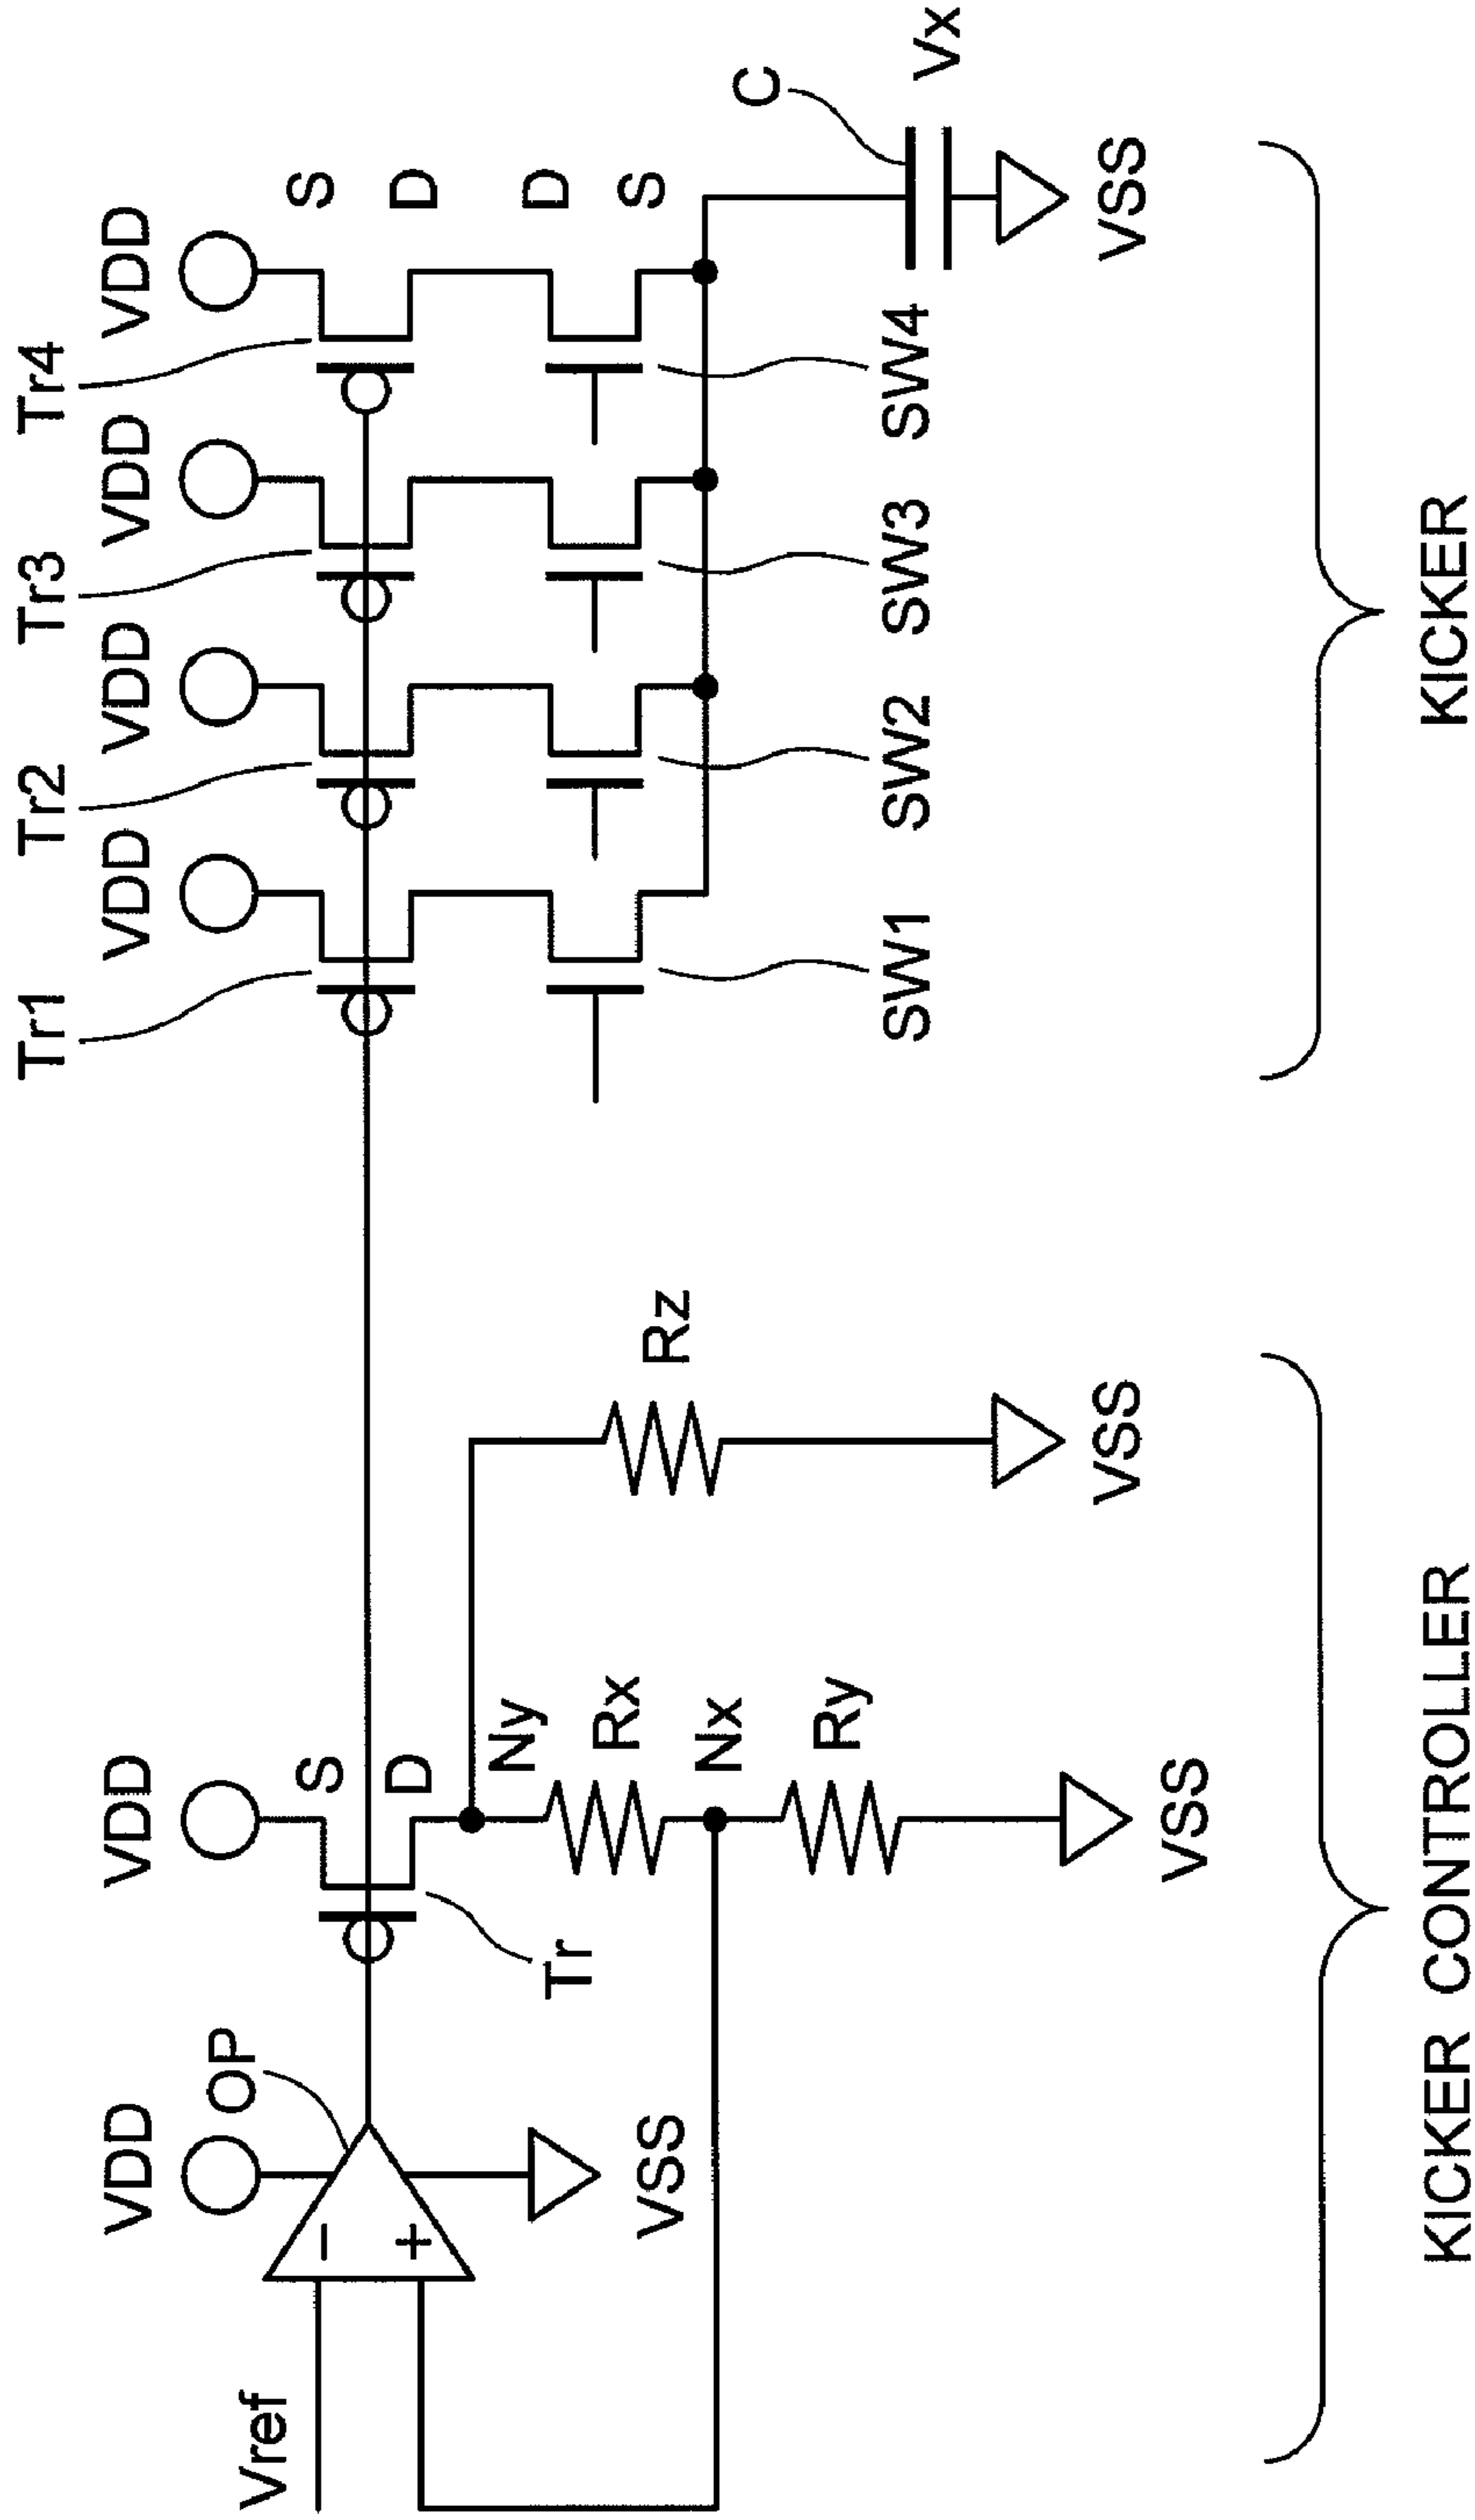 Tr1
Tr2
Tr3
Tr4
VDD
VDD
VDD
VDD
VDD
VDD
OP
Vref
−
+
VSS
S
D
Tr
Ny
Rx
Nx
Ry
VSS
Rz
VSS
S
D
D
S
SW1
SW2
SW3
SW4
C
Vx
VSS
KICKER CONTROLLER
KICKER